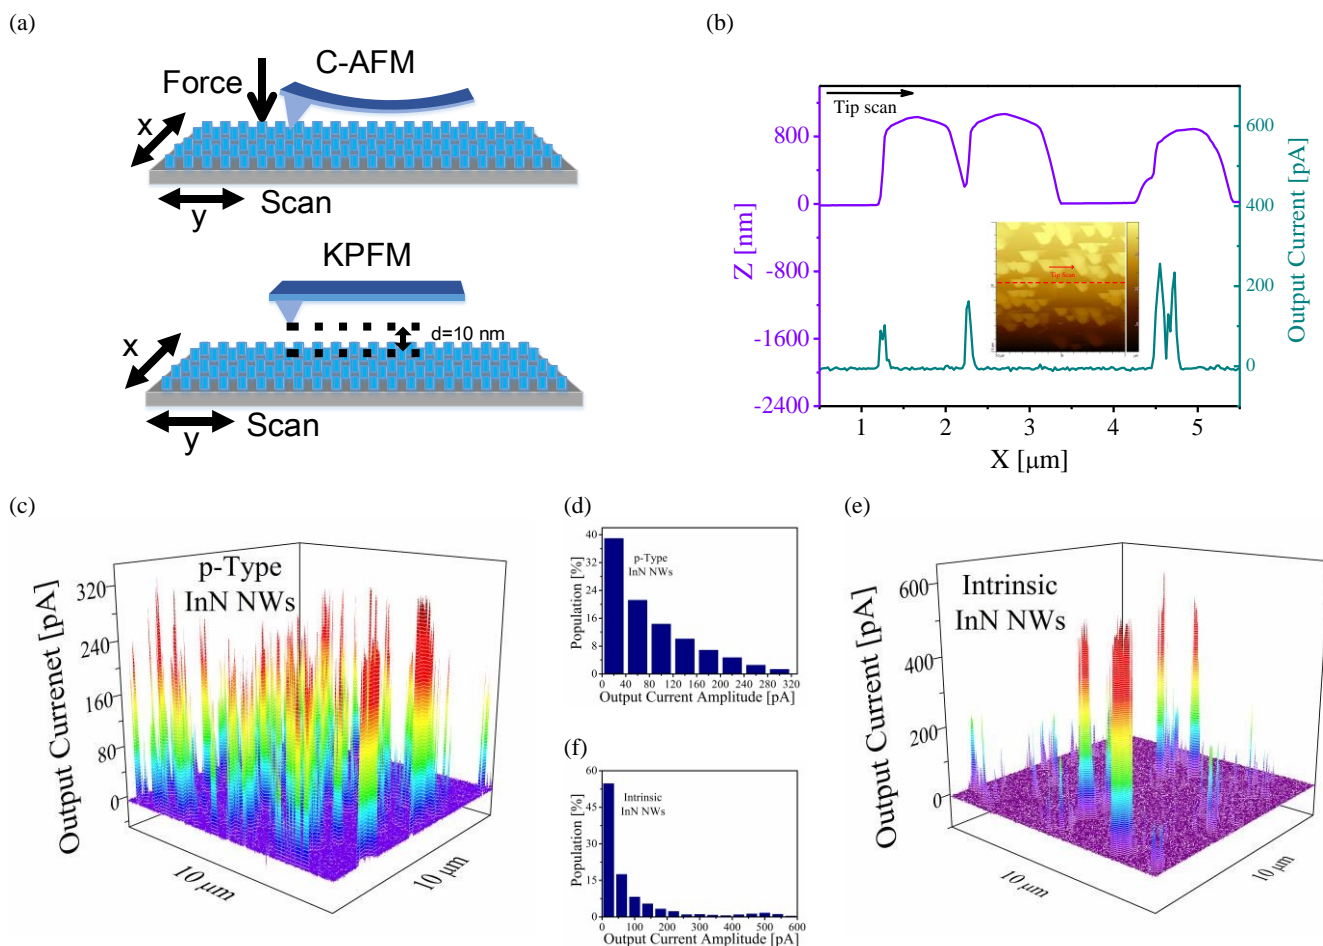 (a)
C-AFM
Force
x
y
Scan
KPFM
d=10 nm
x
y
Scan
(b)
Tip scan
800
0
-800
-1600
-2400
Z [nm]
600
400
200
0
Output Current [pA]
Tip Scan
1
2
3
4
5
X [μm]
(c)
p-Type
InN NWs
320
240
160
80
0
Output Currenet [pA]
10 μm
10 μm
(d)
40
32
24
16
8
0
Population [%]
p-Type
InN NWs
0 40 80 120 160 200 240 280 320
Output Current Amplitude [pA]
(f)
60
45
30
15
0
Population [%]
Intrinsic
InN NWs
0 100 200 300 400 500 600
Output Current Amplitude [pA]
(e)
Intrinsic
InN NWs
600
400
200
0
Output Current [pA]
10 μm
10 μm